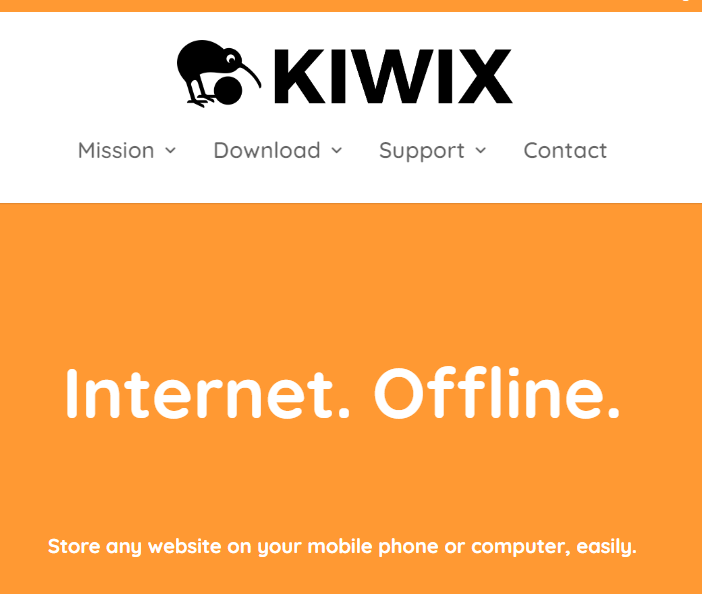 KIWIX
Mission Download Support Contact
Internet. Offline.
Store any website on your mobile phone or computer, easily.